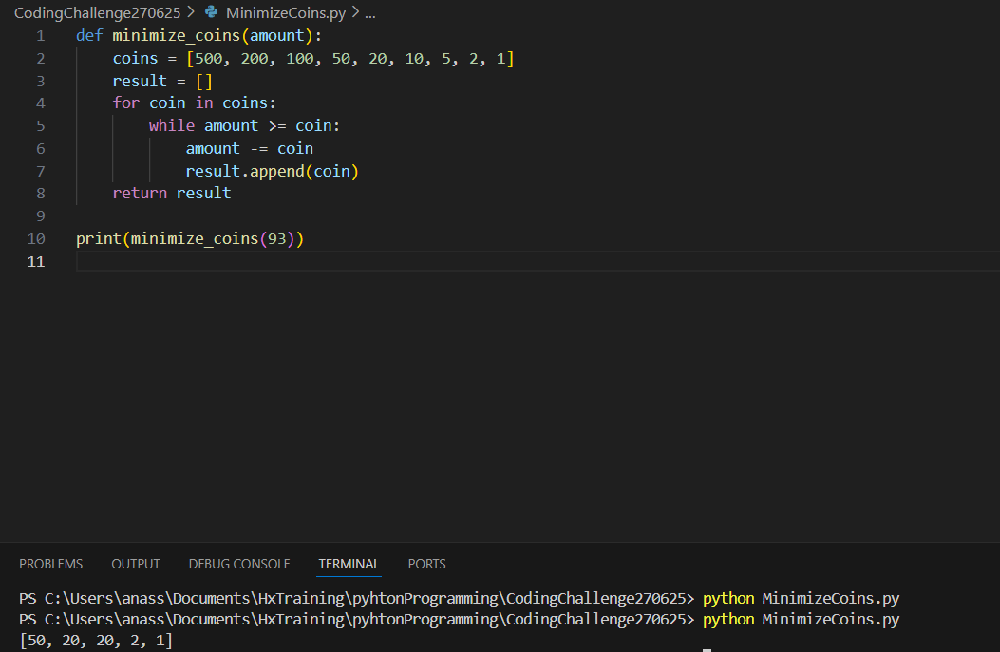 CodingChallenge270625 > MinimizeCoins.py > ...
1 def minimize_coins(amount):
2     coins = [500, 200, 100, 50, 20, 10, 5, 2, 1]
3     result = []
4     for coin in coins:
5         while amount >= coin:
6             amount -= coin
7             result.append(coin)
8     return result
9
10 print(minimize_coins(93))
11
PROBLEMS OUTPUT DEBUG CONSOLE TERMINAL PORTS
PS C:\Users\anass\Documents\HxTraining\pyhtonProgramming\CodingChallenge270625> python MinimizeCoins.py
PS C:\Users\anass\Documents\HxTraining\pyhtonProgramming\CodingChallenge270625> python MinimizeCoins.py
[50, 20, 20, 2, 1]